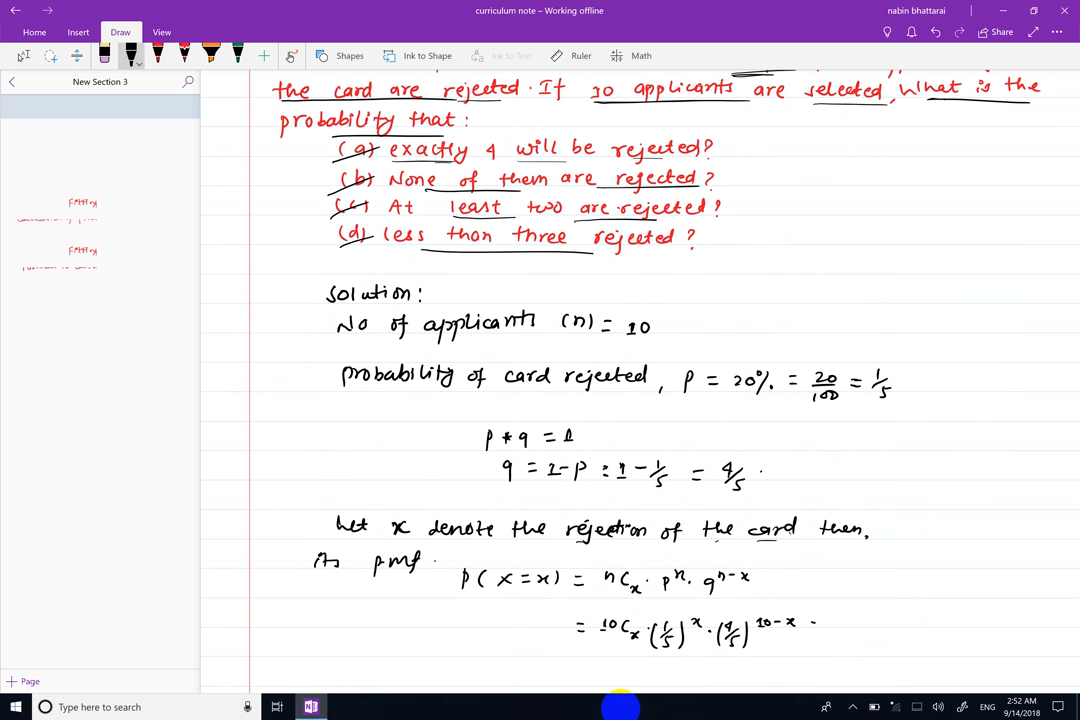 curriculum note – Working offline
nabin bhattarai
Home Insert Draw View
Share
Shapes Ink to Shape Ink to Text Ruler Math
New Section 3
the card are rejected. If 10 applicants are selected, What is the
probability that :
(a) exactly 4 will be rejected?
(b) None of them are rejected ?
(c) At least two are rejected ?
(d) less than three rejected ?
Solution:
No of applicants (n) = 10
probability of card rejected, P = 20% = 20/100 = 1/5
P + q = 1
q = 1 - P = 1 - 1/5 = 4/5 .
Let x denote the rejection of the card then,
its pmf.
P( X = x) = nCx . P^x . q^n-x
= 10Cx . (1/5)^x . (4/5)^10-x .
Page
Type here to search
ENG
2:52 AM
9/14/2018